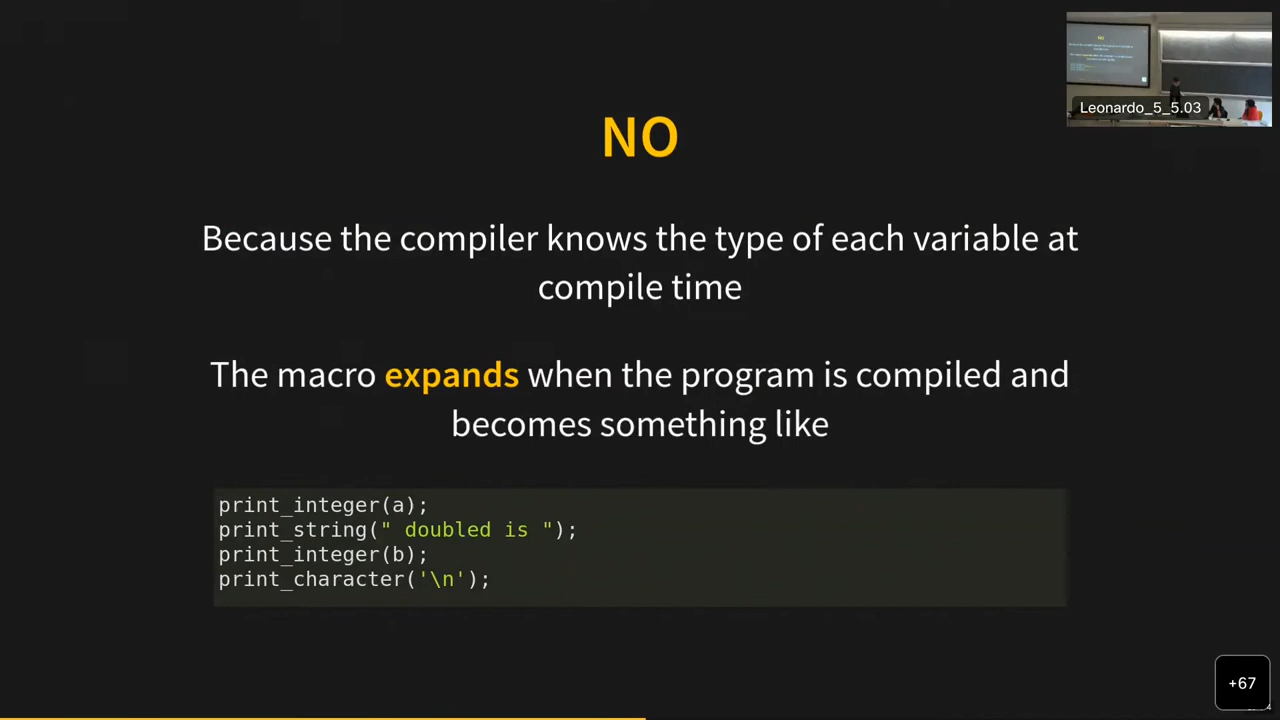 NO
Because the compiler knows the type of each variable at
compile time
The macro expands when the program is compiled and
becomes something like
print_integer(a);
print_string(" doubled is ");
print_integer(b);
print_character('\n');
Leonardo_5_5.03
+67